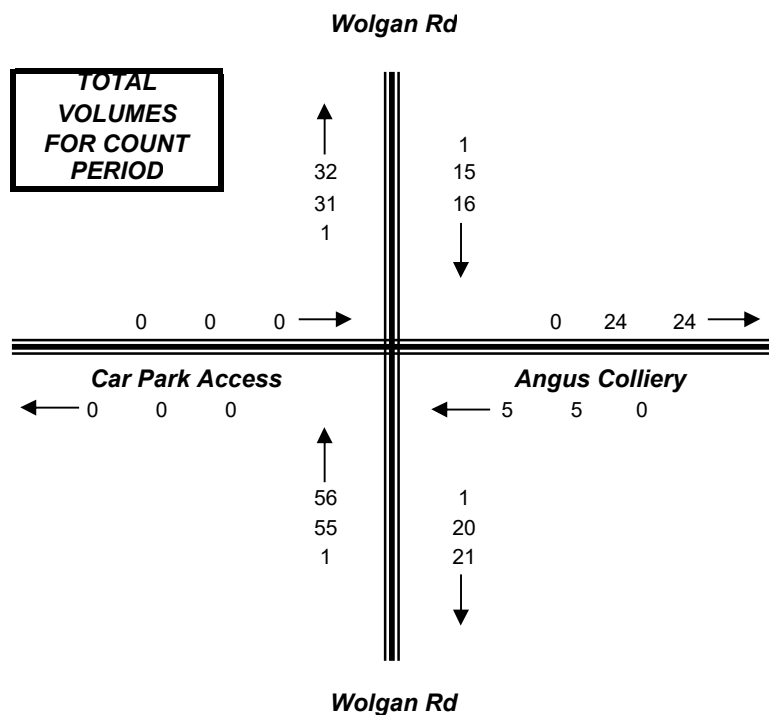 Wolgan Rd
TOTAL
VOLUMES
FOR COUNT
PERIOD
1
32 15
31 16
1
0 0 0 0 24 24
Car Park Access Angus Colliery
0 0 0 5 5 0
56 1
55 20
1 21
Wolgan Rd